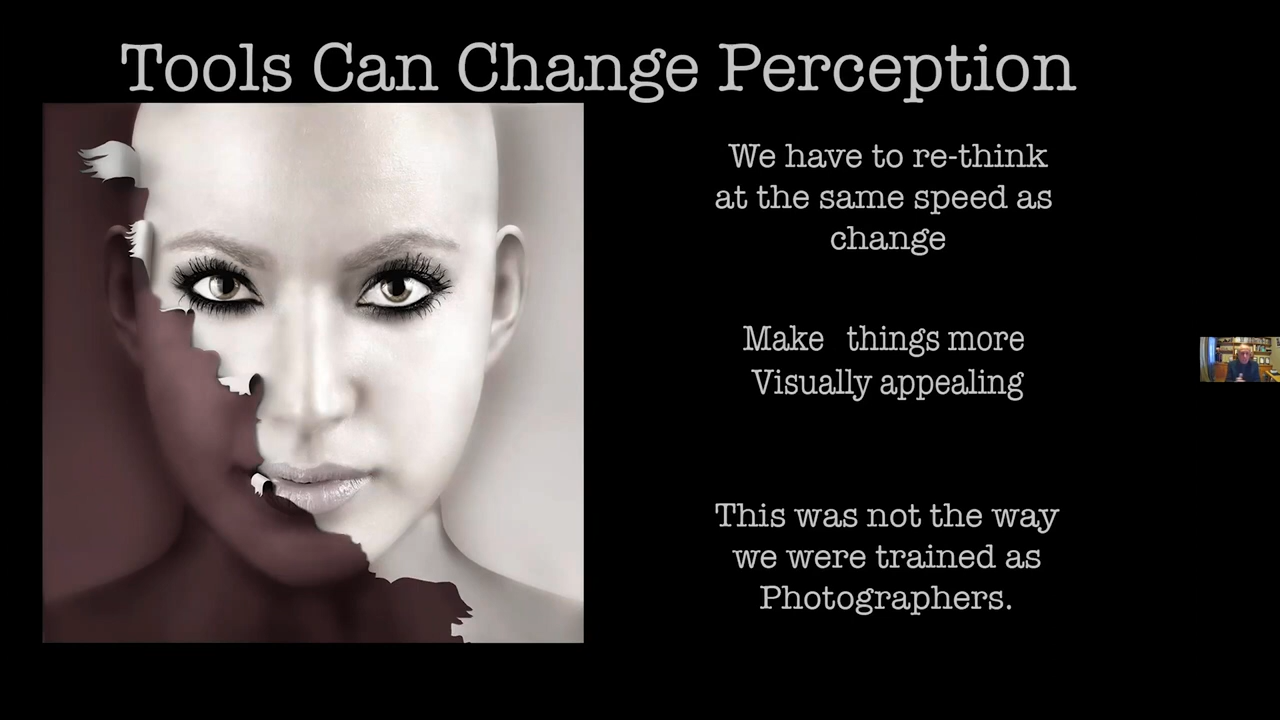 Tools Can Change Perception
We have to re-think
at the same speed as
change
Make things more
Visually appealing
This was not the way
we were trained as
Photographers.